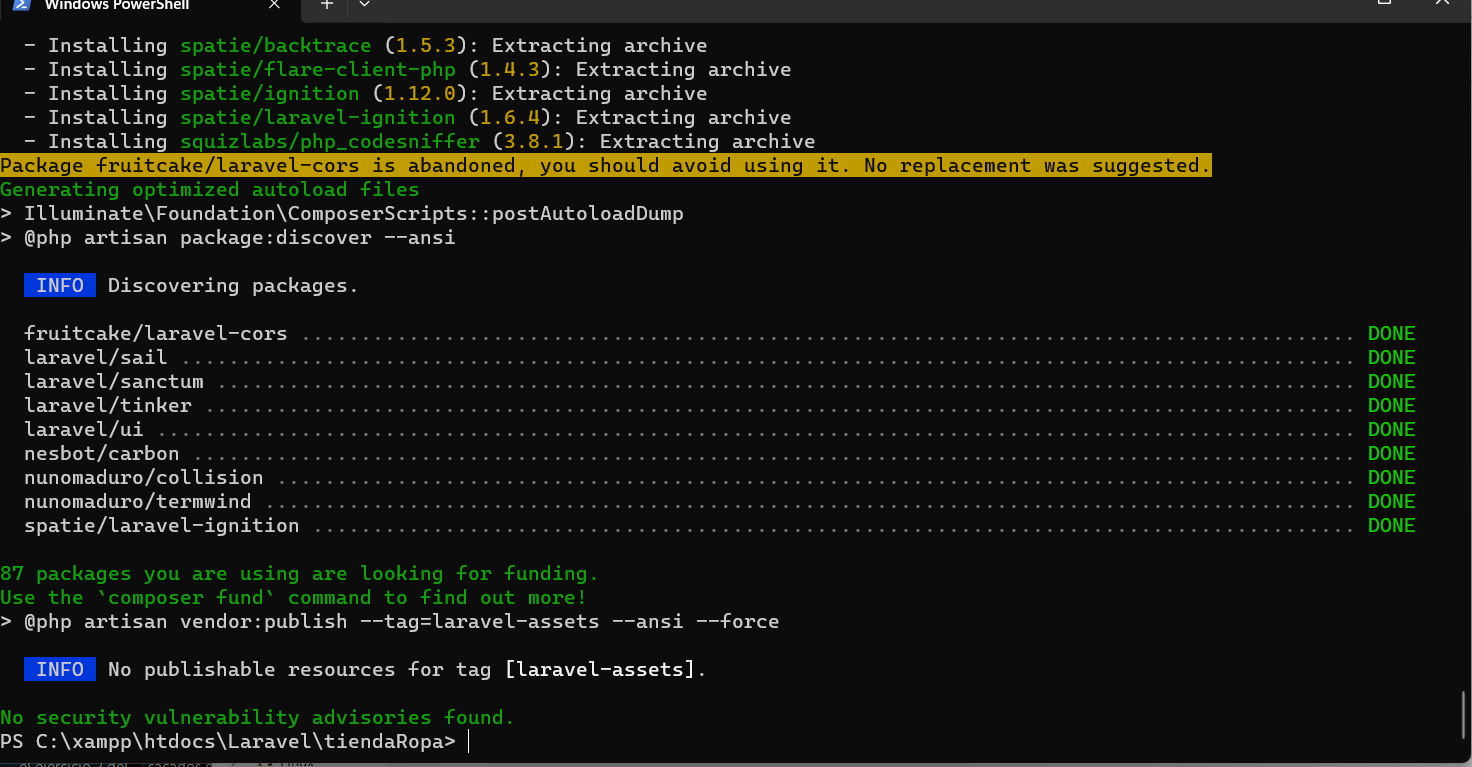 Windows PowerShell
- Installing spatie/backtrace (1.5.3): Extracting archive
- Installing spatie/flare-client-php (1.4.3): Extracting archive
- Installing spatie/ignition (1.12.0): Extracting archive
- Installing spatie/laravel-ignition (1.6.4): Extracting archive
- Installing squizlabs/php_codesniffer (3.8.1): Extracting archive
Package fruitcake/laravel-cors is abandoned, you should avoid using it. No replacement was suggested.
Generating optimized autoload files
> Illuminate\Foundation\ComposerScripts::postAutoloadDump
> @php artisan package:discover --ansi
INFO Discovering packages.
fruitcake/laravel-cors ........................................................................................ DONE
laravel/sail .................................................................................................. DONE
laravel/sanctum ............................................................................................... DONE
laravel/tinker ................................................................................................ DONE
laravel/ui .................................................................................................... DONE
nesbot/carbon ................................................................................................. DONE
nunomaduro/collision .......................................................................................... DONE
nunomaduro/termwind ........................................................................................... DONE
spatie/laravel-ignition ....................................................................................... DONE
87 packages you are using are looking for funding.
Use the `composer fund` command to find out more!
> @php artisan vendor:publish --tag=laravel-assets --ansi --force
INFO No publishable resources for tag [laravel-assets].
No security vulnerability advisories found.
PS C:\xampp\htdocs\Laravel\tiendaRopa>